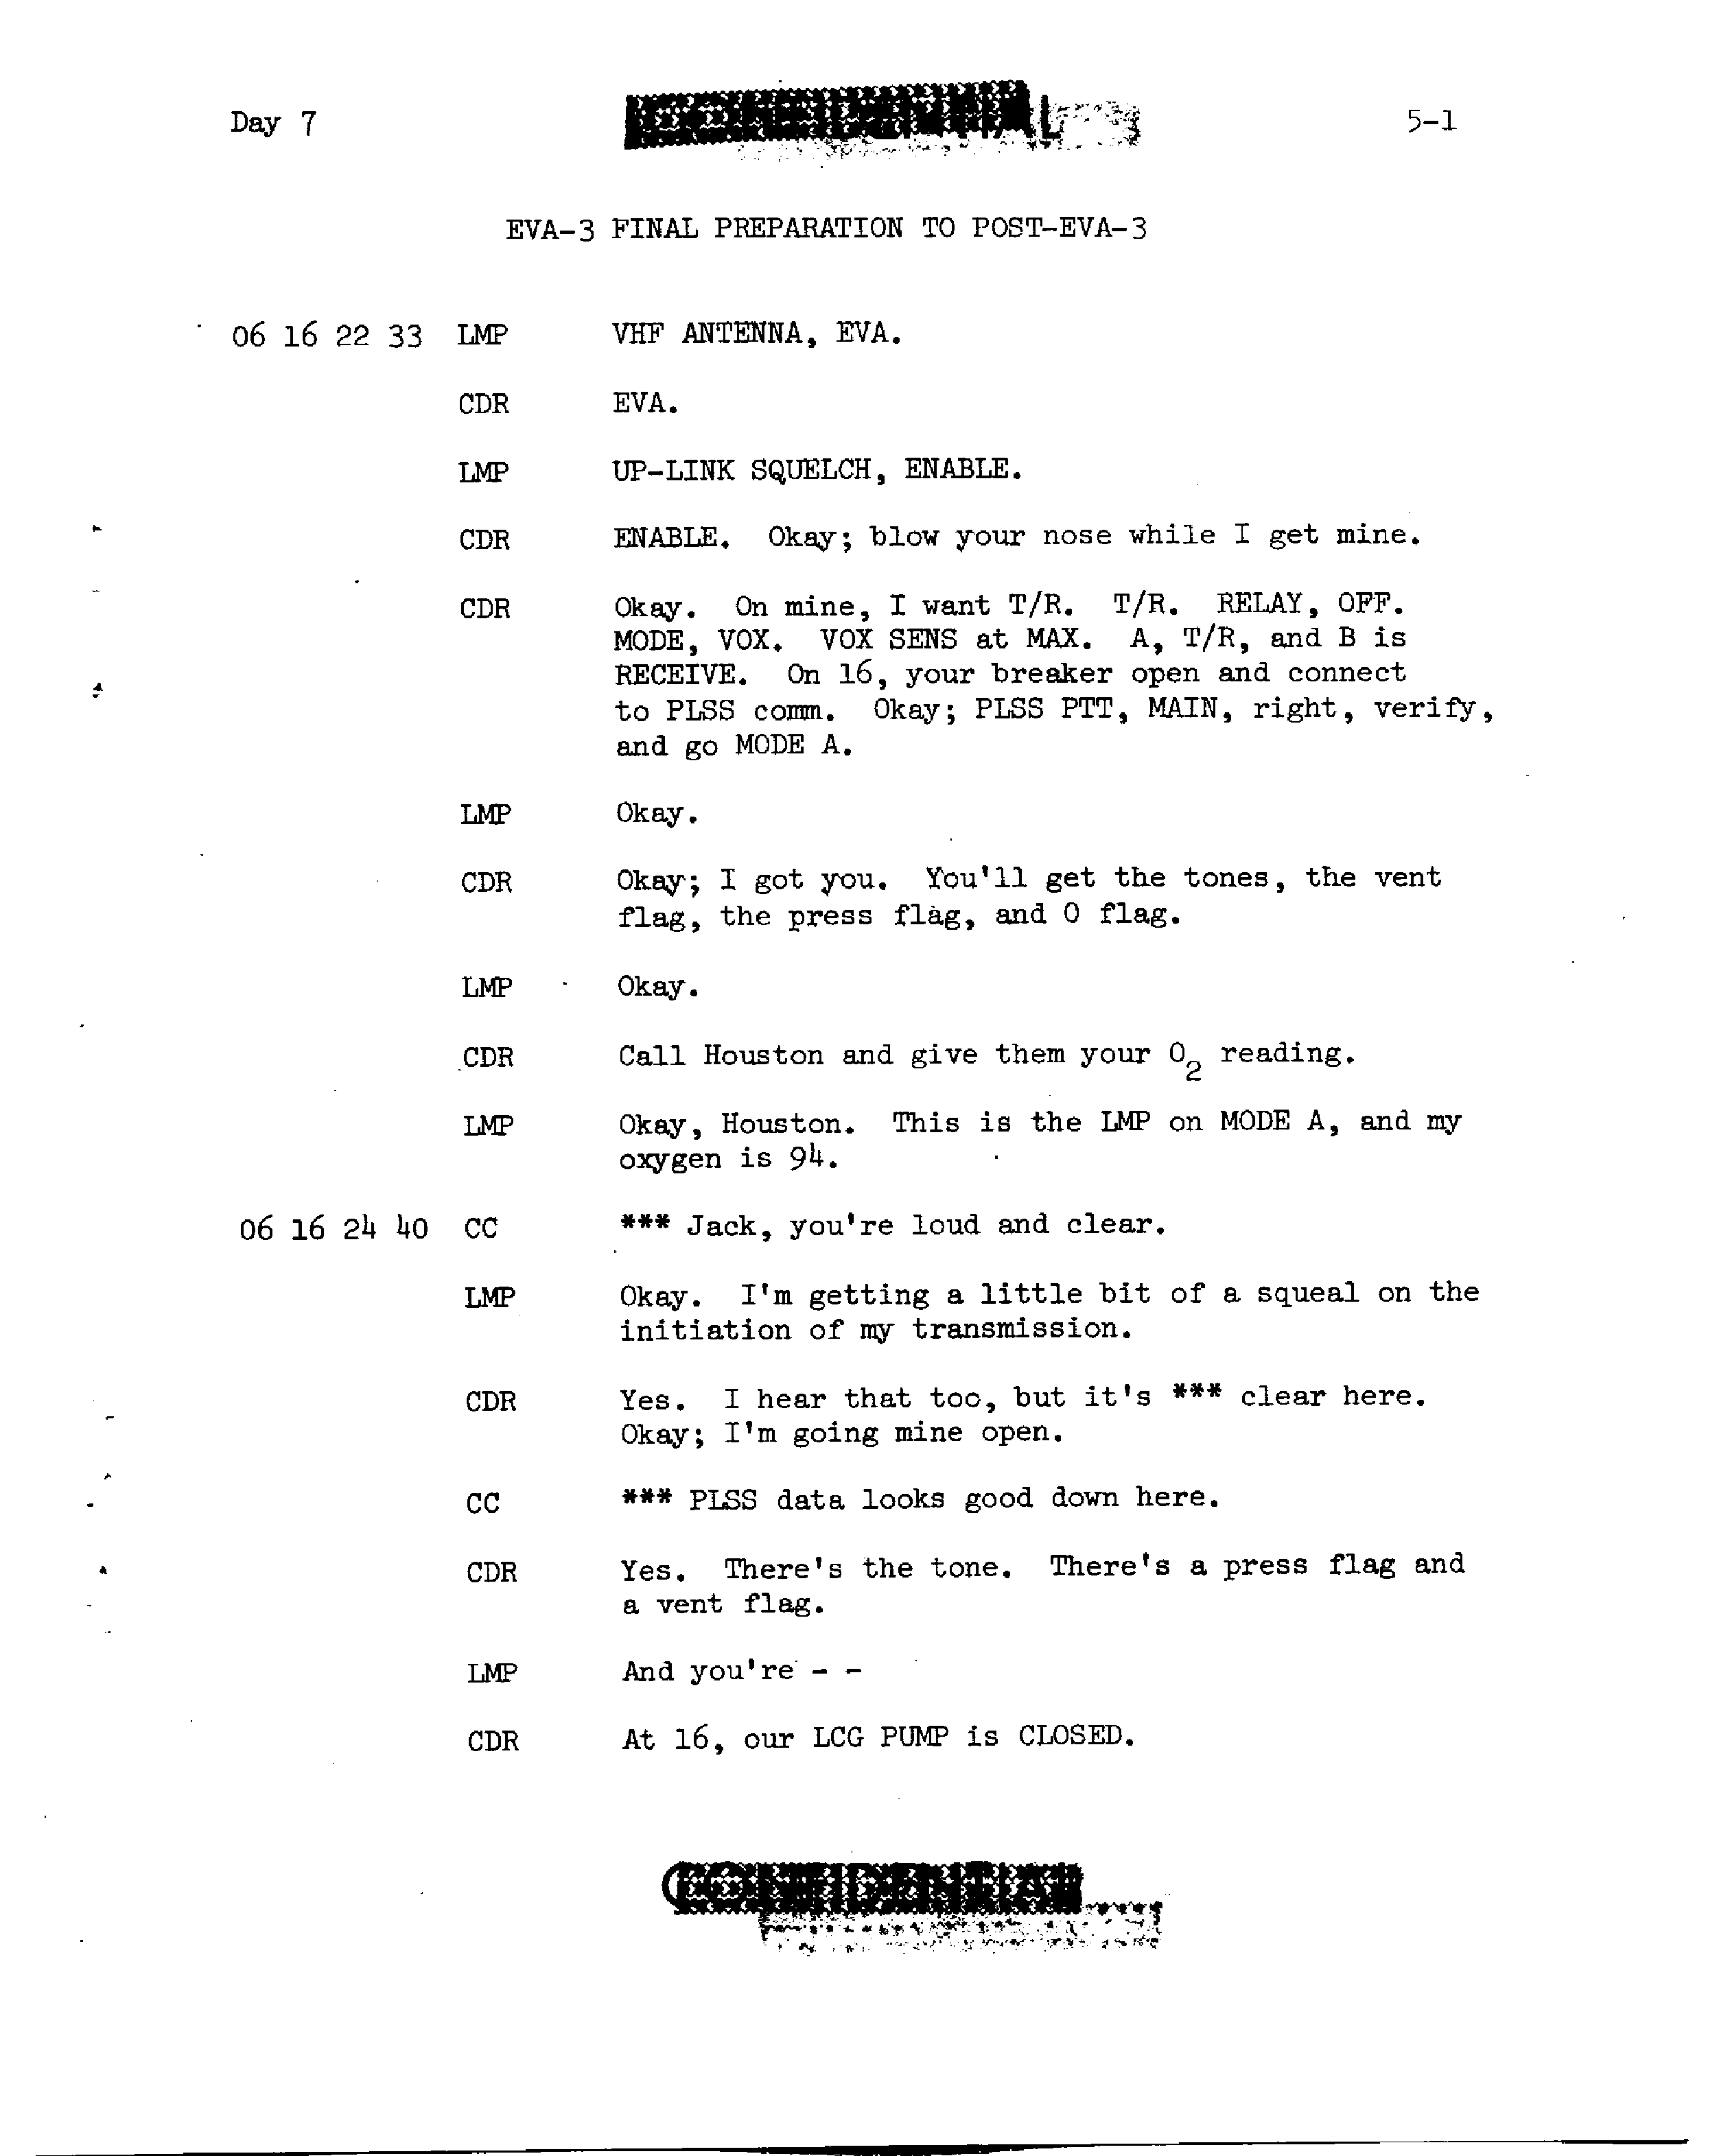 Day 7
CONFIDENTIAL
5-1
EVA-3 FINAL PREPARATION TO POST-EVA-3
06 16 22 33 LMP VHF ANTENNA, EVA.
CDR EVA.
LMP UP-LINK SQUELCH, ENABLE.
CDR ENABLE. Okay; blow your nose while I get mine.
CDR Okay. On mine, I want T/R. T/R. RELAY, OFF.
MODE, VOX. VOX SENS at MAX. A, T/R, and B is
RECEIVE. On 16, your breaker open and connect
to PLSS comm. Okay; PLSS PTT, MAIN, right, verify,
and go MODE A.
LMP Okay.
CDR Okay; I got you. You'll get the tones, the vent
flag, the press flag, and O flag.
LMP Okay.
CDR Call Houston and give them your O2 reading.
LMP Okay, Houston. This is the LMP on MODE A, and my
oxygen is 94.
06 16 24 40 CC *** Jack, you're loud and clear.
LMP Okay. I'm getting a little bit of a squeal on the
initiation of my transmission.
CDR Yes. I hear that too, but it's *** clear here.
Okay; I'm going mine open.
CC *** PLSS data looks good down here.
CDR Yes. There's the tone. There's a press flag and
a vent flag.
LMP And you're - -
CDR At 16, our LCG PUMP is CLOSED.
CONFIDENTIAL